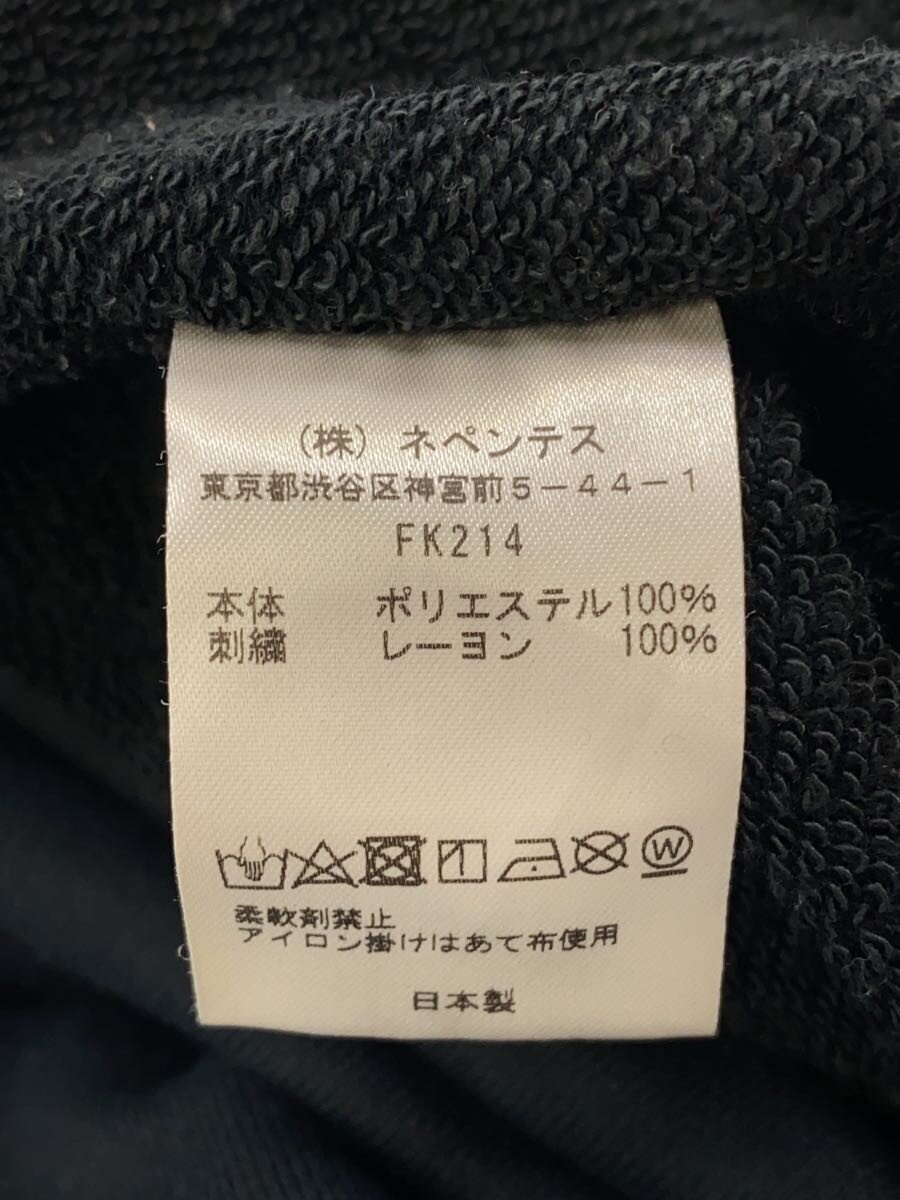 (株) ネペンテス
東京都渋谷区神宮前5-44-1
FK214
本体 ポリエステル100%
刺繍 レーヨン 100%
W
柔軟剤禁止
アイロン掛けはあて布使用
日本製